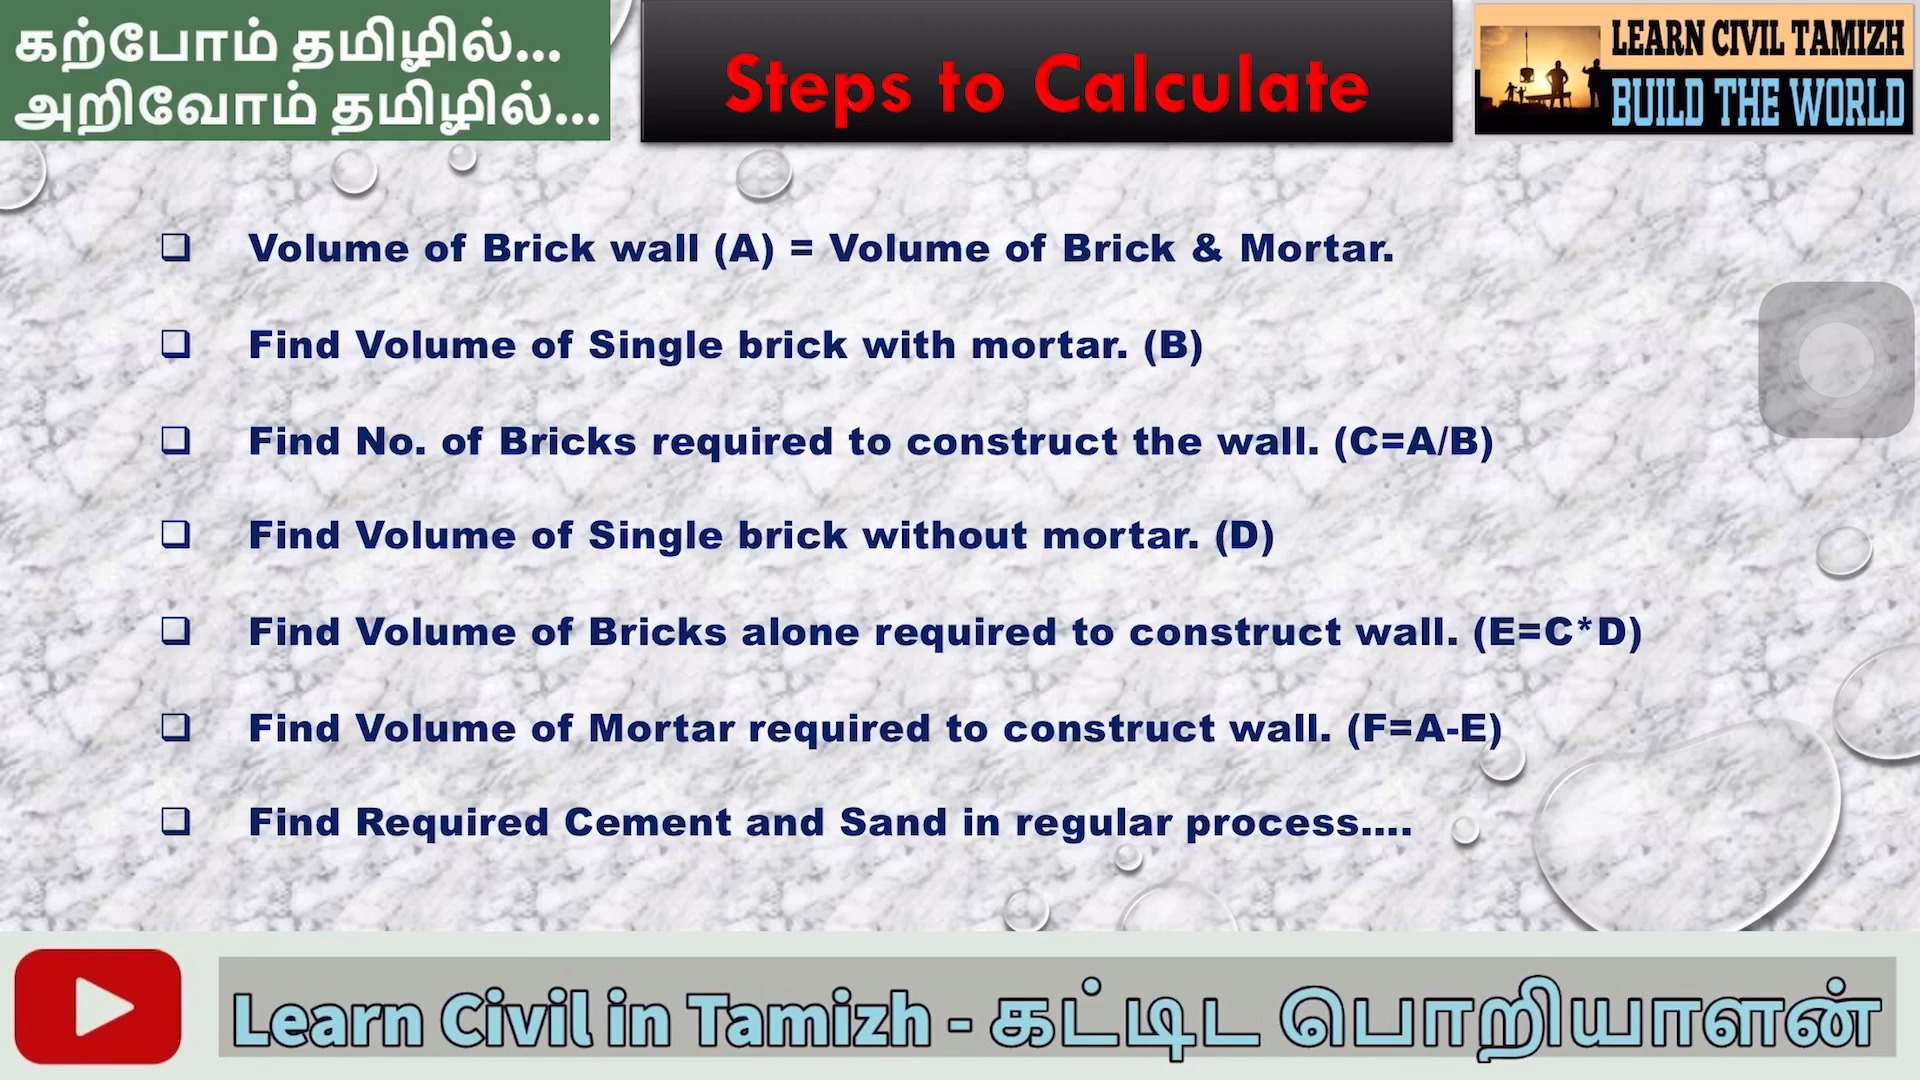 கற்போம் தமிழில்...
அறிவோம் தமிழில்...
Steps to Calculate
LEARN CIVIL TAMIZH
BUILD THE WORLD
❑ Volume of Brick wall (A) = Volume of Brick & Mortar.
❑ Find Volume of Single brick with mortar. (B)
❑ Find No. of Bricks required to construct the wall. (C=A/B)
❑ Find Volume of Single brick without mortar. (D)
❑ Find Volume of Bricks alone required to construct wall. (E=C*D)
❑ Find Volume of Mortar required to construct wall. (F=A-E)
❑ Find Required Cement and Sand in regular process....
Learn Civil in Tamizh - கட்டிட பொறியாளன்